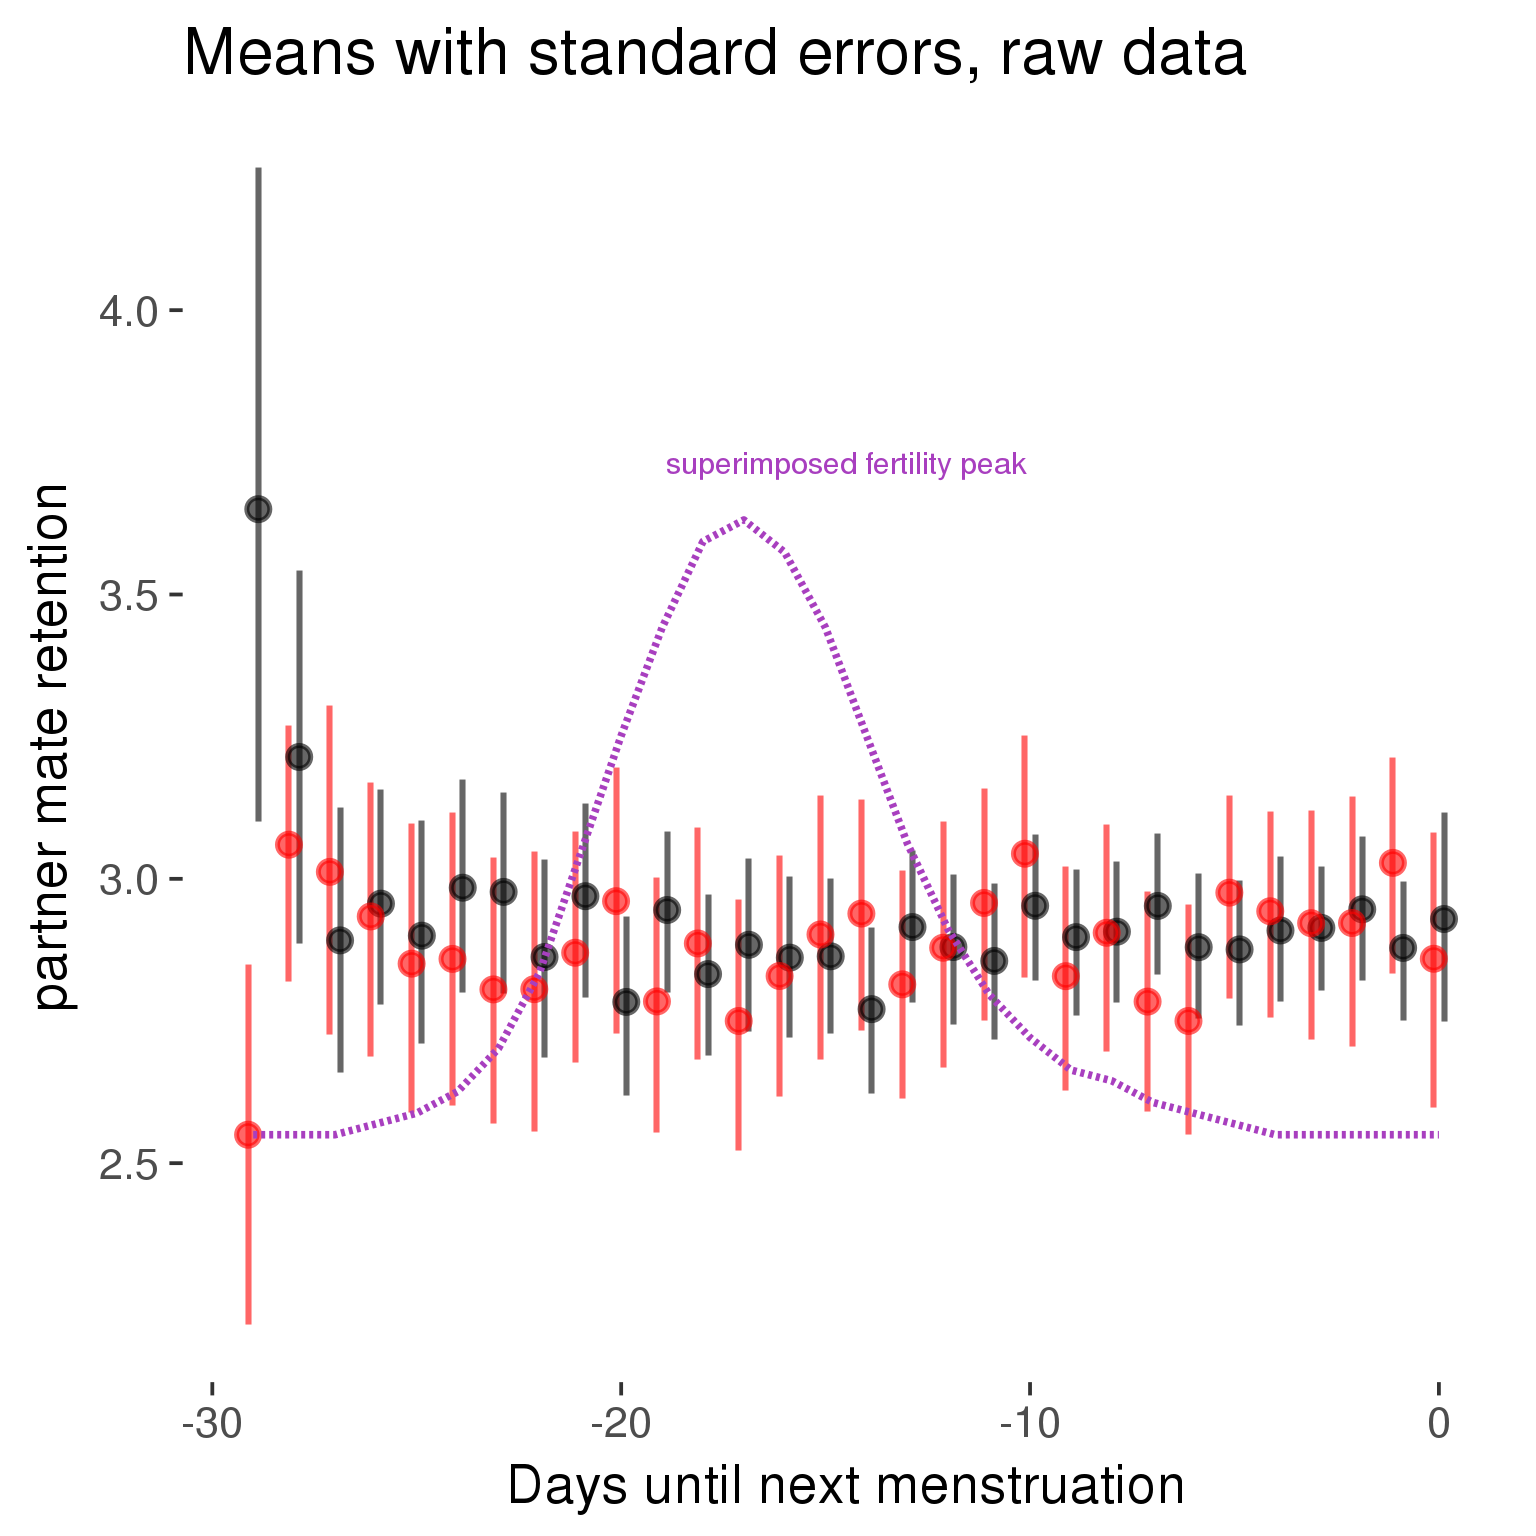 Means with standard errors, raw data
partner mate retention
4.0
3.5
3.0
2.5
superimposed fertility peak
-30
-20
-10
0
Days until next menstruation